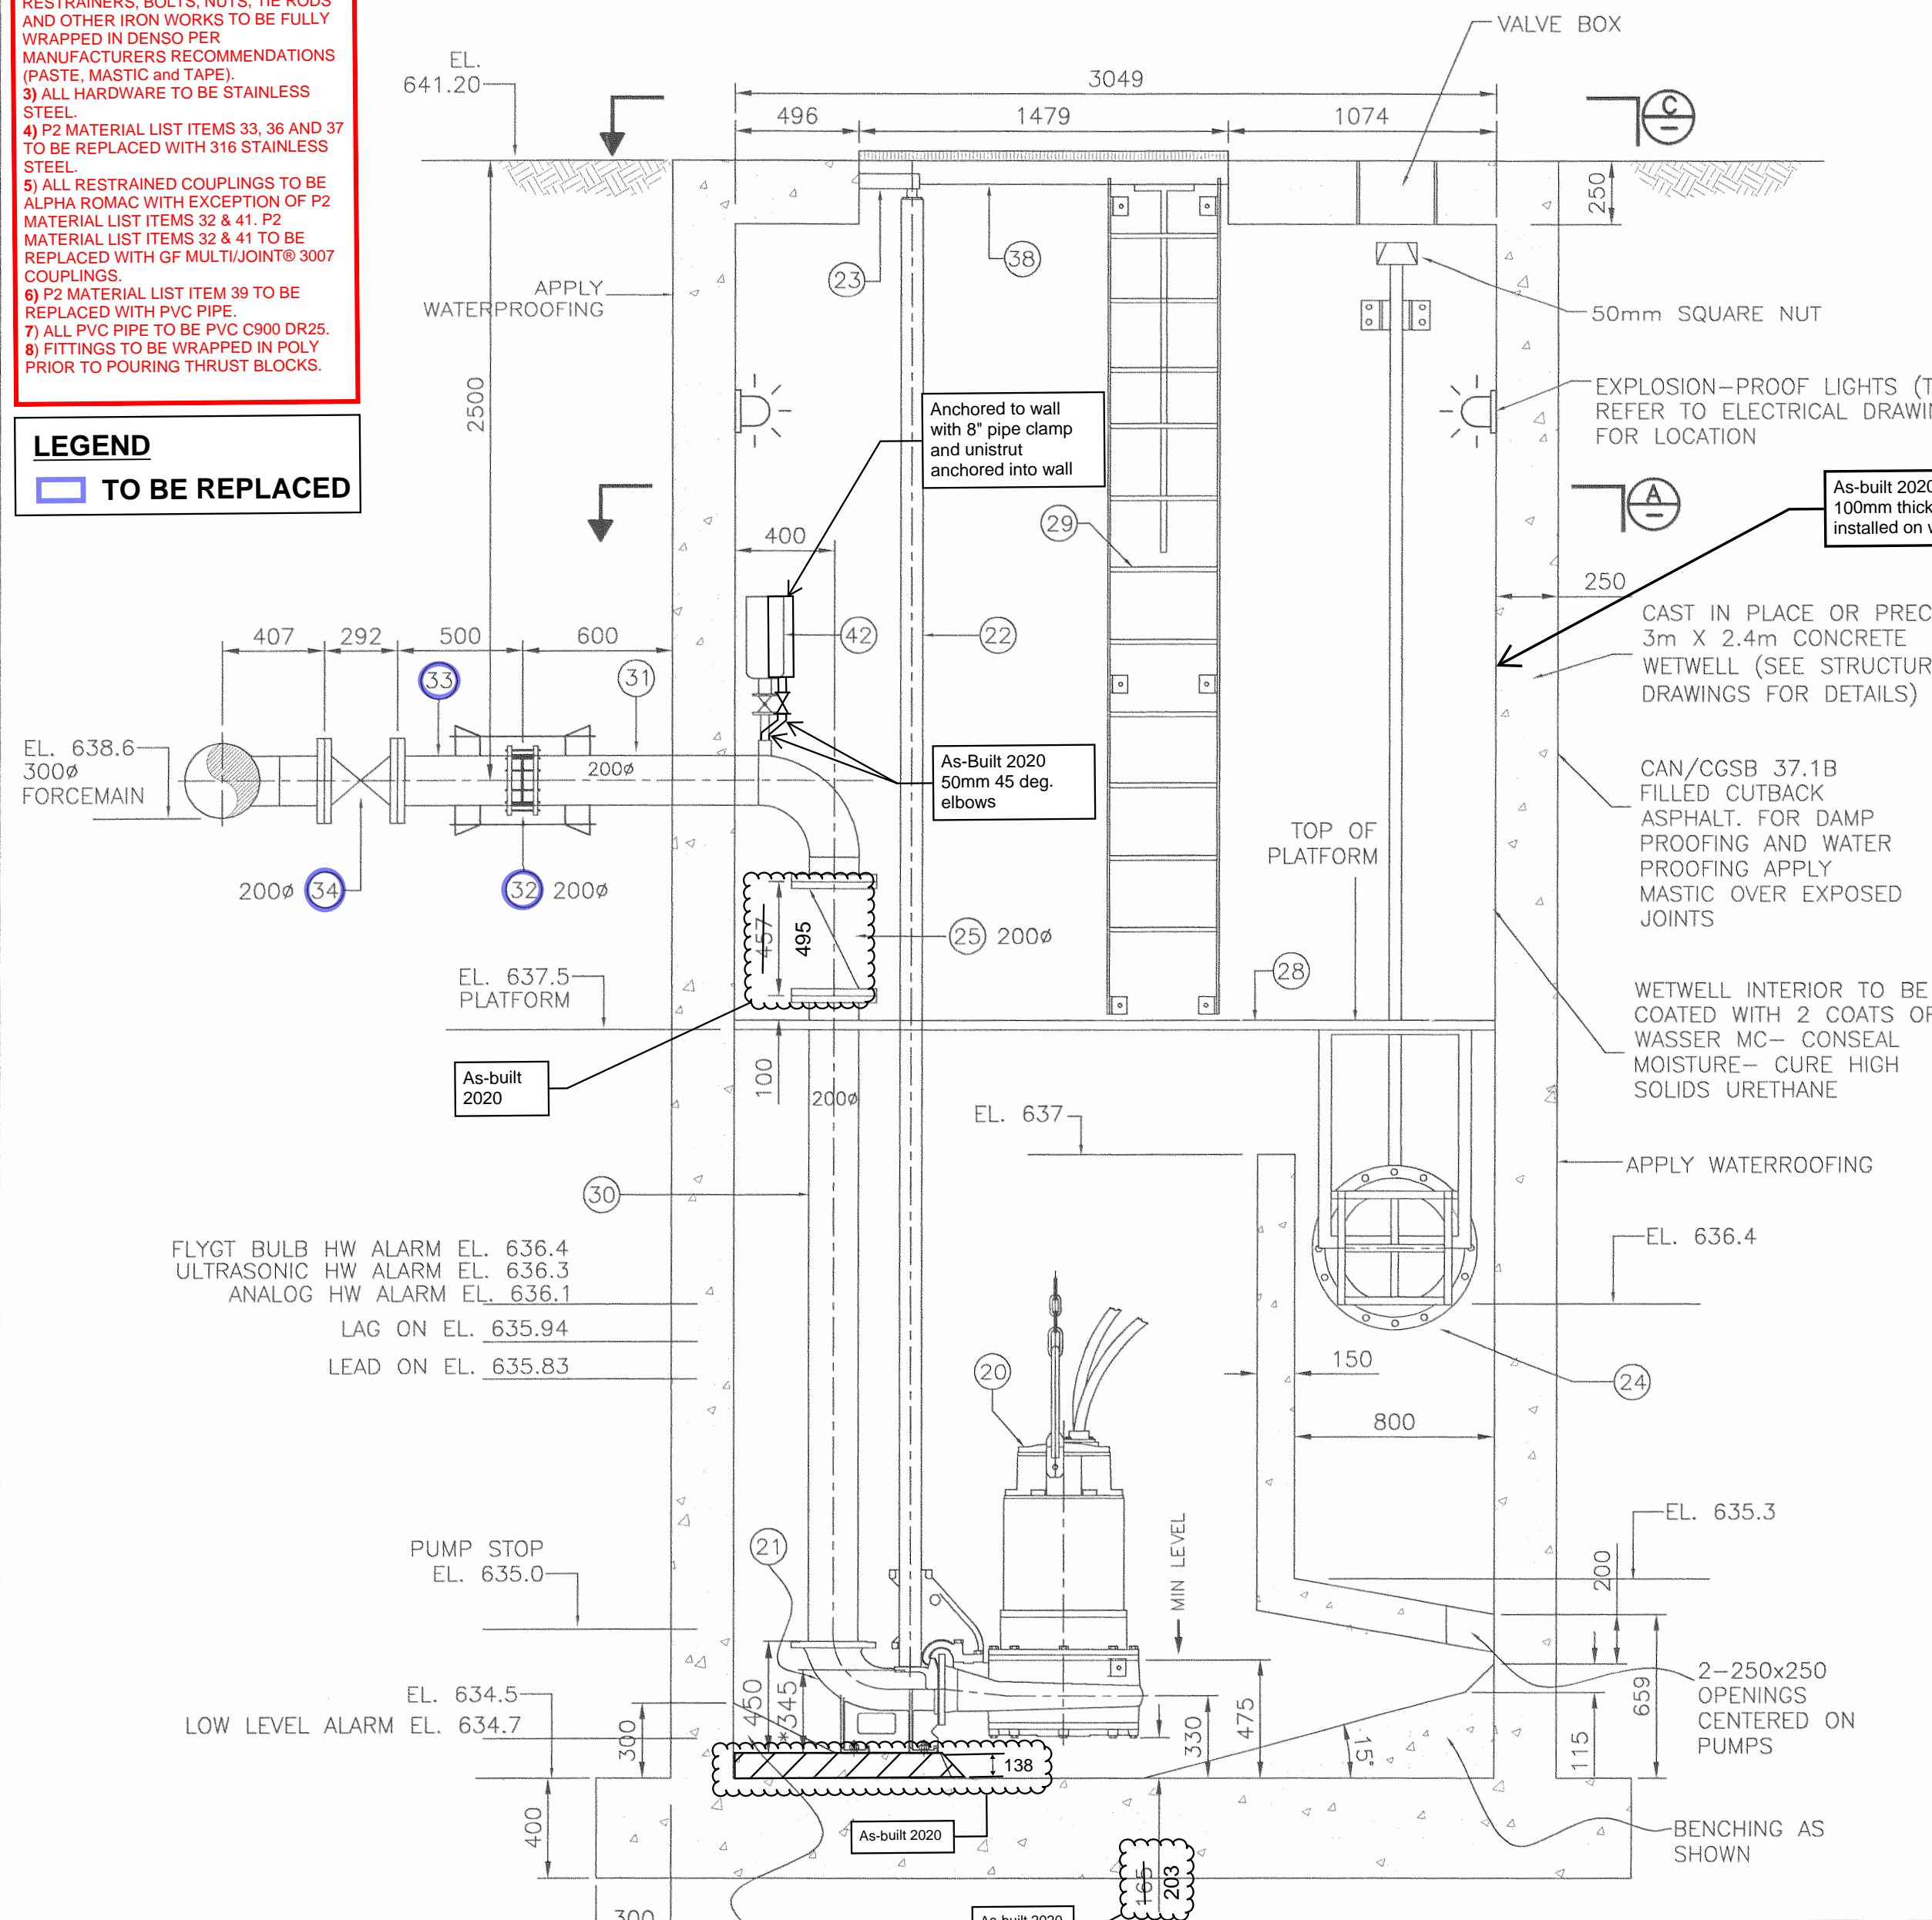 RESTRAINERS, BOLTS, NUTS, TIE RODS
AND OTHER IRON WORKS TO BE FULLY
WRAPPED IN DENSO PER
MANUFACTURERS RECOMMENDATIONS
(PASTE, MASTIC and TAPE).
3) ALL HARDWARE TO BE STAINLESS
STEEL.
4) P2 MATERIAL LIST ITEMS 33, 36 AND 37
TO BE REPLACED WITH 316 STAINLESS
STEEL.
5) ALL RESTRAINED COUPLINGS TO BE
ALPHA ROMAC WITH EXCEPTION OF P2
MATERIAL LIST ITEMS 32 & 41. P2
MATERIAL LIST ITEMS 32 & 41 TO BE
REPLACED WITH GF MULTI/JOINT® 3007
COUPLINGS.
6) P2 MATERIAL LIST ITEM 39 TO BE
REPLACED WITH PVC PIPE.
7) ALL PVC PIPE TO BE PVC C900 DR25.
8) FITTINGS TO BE WRAPPED IN POLY
PRIOR TO POURING THRUST BLOCKS.
LEGEND
TO BE REPLACED
EL.
641.20
VALVE BOX
3049
496
1479
1074
C
250
23
38
APPLY
WATERPROOFING
2500
50mm SQUARE NUT
EXPLOSION-PROOF LIGHTS (T
REFER TO ELECTRICAL DRAWIN
FOR LOCATION
Anchored to wall
with 8" pipe clamp
and unistrut
anchored into wall
A
As-built 2020
100mm thick
installed on
29
400
250
CAST IN PLACE OR PREC
3m X 2.4m CONCRETE
WETWELL (SEE STRUCTUR
DRAWINGS FOR DETAILS)
407
292
500
600
42
22
33
31
EL. 638.6
300ø
FORCEMAIN
200ø
As-Built 2020
50mm 45 deg.
elbows
CAN/CGSB 37.1B
FILLED CUTBACK
ASPHALT. FOR DAMP
PROOFING AND WATER
PROOFING APPLY
MASTIC OVER EXPOSED
JOINTS
TOP OF
PLATFORM
200ø 34
32 200ø
457
495
25 200ø
28
EL. 637.5
PLATFORM
WETWELL INTERIOR TO BE
COATED WITH 2 COATS OF
WASSER MC- CONSEAL
MOISTURE- CURE HIGH
SOLIDS URETHANE
As-built
2020
100
200ø
EL. 637
APPLY WATERROOFING
30
EL. 636.4
FLYGT BULB HW ALARM EL. 636.4
ULTRASONIC HW ALARM EL. 636.3
ANALOG HW ALARM EL. 636.1
LAG ON EL. 635.94
LEAD ON EL. 635.83
20
150
24
800
EL. 635.3
PUMP STOP
EL. 635.0
21
MIN LEVEL
200
EL. 634.5
LOW LEVEL ALARM EL. 634.7
300
450
*345
330
475
15°
115
659
2-250x250
OPENINGS
CENTERED ON
PUMPS
138
400
As-built 2020
BENCHING AS
SHOWN
165
203
300
As-built 2020